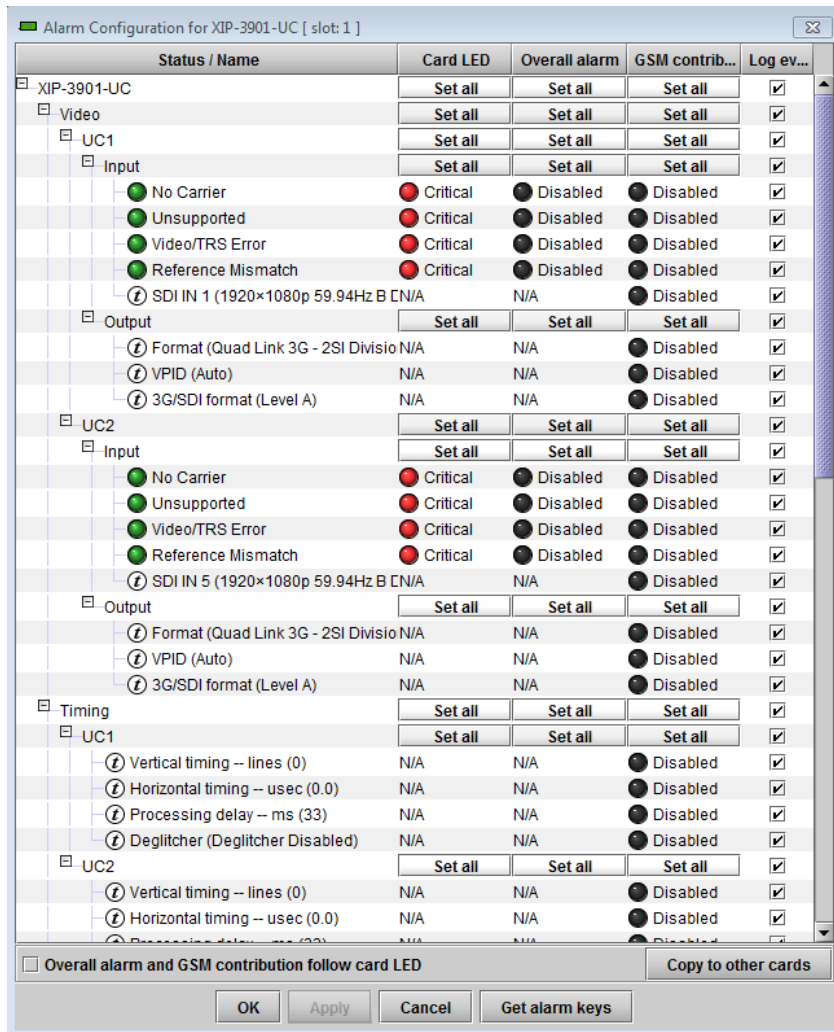 Alarm Configuration for XIP-3901-UC [ slot: 1 ]
Status / Name Card LED Overall alarm GSM contrib... Log ev...
XIP-3901-UC Set all Set all Set all
Video Set all Set all Set all
UC1 Set all Set all Set all
Input Set all Set all Set all
No Carrier Critical Disabled Disabled
Unsupported Critical Disabled Disabled
Video/TRS Error Critical Disabled Disabled
Reference Mismatch Critical Disabled Disabled
t SDI IN 1 (1920×1080p 59.94Hz B N/A N/A Disabled
Output Set all Set all Set all
t Format (Quad Link 3G - 2SI Divisio N/A N/A Disabled
t VPID (Auto) N/A N/A Disabled
t 3G/SDI format (Level A) N/A N/A Disabled
UC2 Set all Set all Set all
Input Set all Set all Set all
No Carrier Critical Disabled Disabled
Unsupported Critical Disabled Disabled
Video/TRS Error Critical Disabled Disabled
Reference Mismatch Critical Disabled Disabled
t SDI IN 5 (1920×1080p 59.94Hz B N/A N/A Disabled
Output Set all Set all Set all
t Format (Quad Link 3G - 2SI Divisio N/A N/A Disabled
t VPID (Auto) N/A N/A Disabled
t 3G/SDI format (Level A) N/A N/A Disabled
Timing Set all Set all Set all
UC1 Set all Set all Set all
t Vertical timing -- lines (0) N/A N/A Disabled
t Horizontal timing -- usec (0.0) N/A N/A Disabled
t Processing delay -- ms (33) N/A N/A Disabled
t Deglitcher (Deglitcher Disabled) N/A N/A Disabled
UC2 Set all Set all Set all
t Vertical timing -- lines (0) N/A N/A Disabled
t Horizontal timing -- usec (0.0) N/A N/A Disabled
Overall alarm and GSM contribution follow card LED Copy to other cards
OK Apply Cancel Get alarm keys